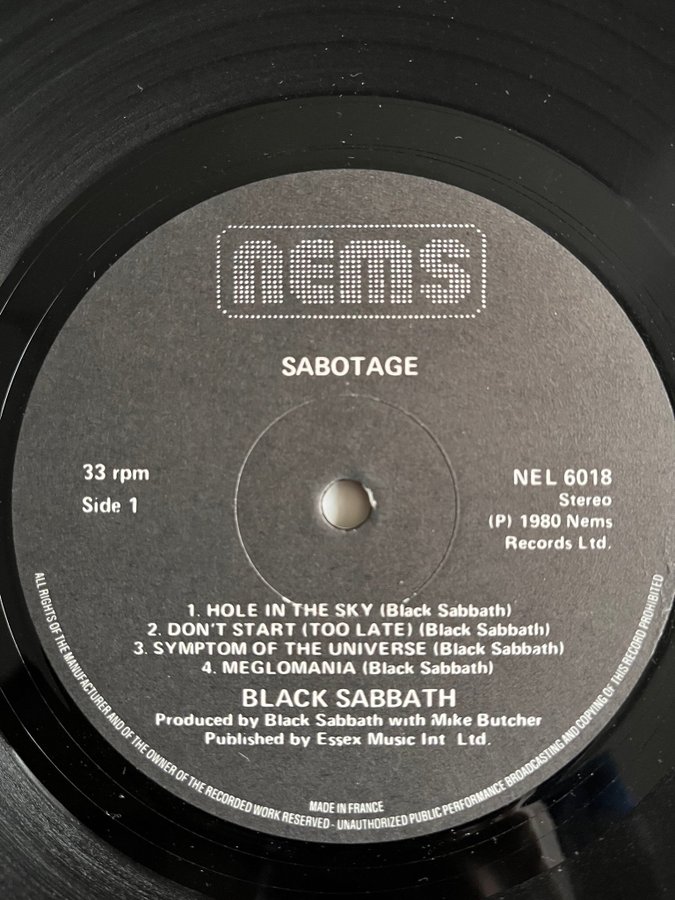 nems
SABOTAGE
33 rpm
Side 1
NEL 6018
Stereo
(P) 1980 Nems
Records Ltd.
1. HOLE IN THE SKY (Black Sabbath)
2. DON'T START (TOO LATE) (Black Sabbath)
3. SYMPTOM OF THE UNIVERSE (Black Sabbath)
4. MEGLOMANIA (Black Sabbath)
BLACK SABBATH
Produced by Black Sabbath with Mike Butcher
Published by Essex Music Int Ltd.
MADE IN FRANCE
ALL RIGHTS OF THE MANUFACTURER AND OF THE OWNER OF THE RECORDED WORK RESERVED - UNAUTHORIZED PUBLIC PERFORMANCE BROADCASTING AND COPYING OF THIS RECORD PROHIBITED